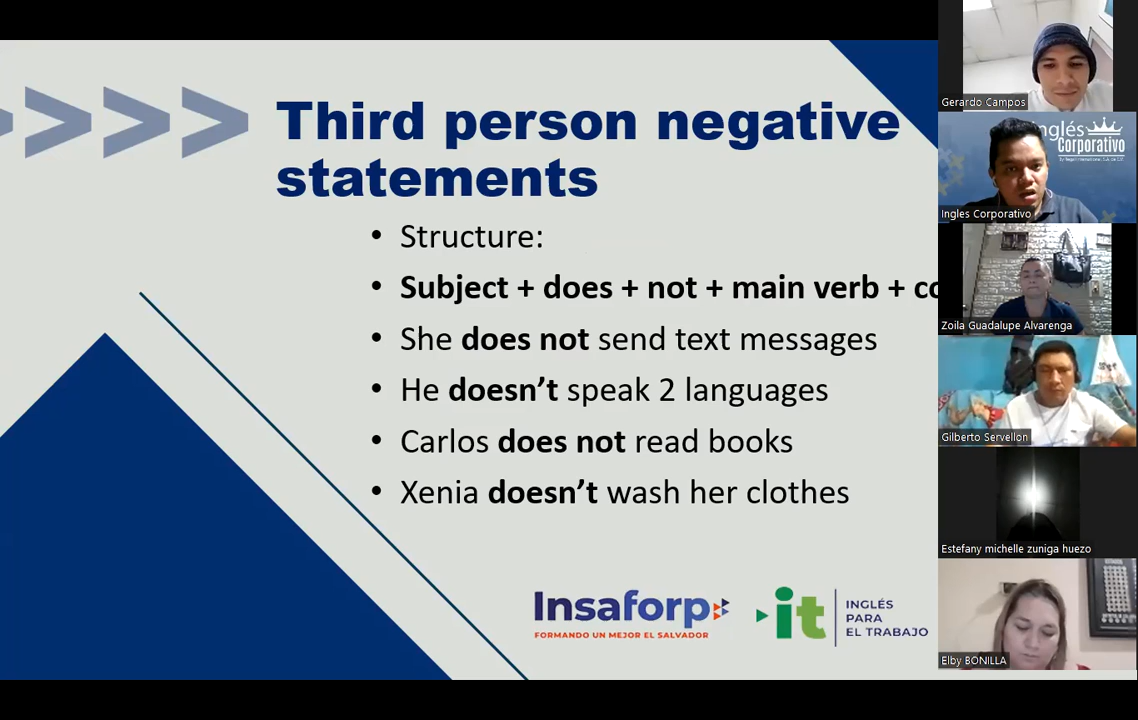 Third person negative
statements
• Structure:
• Subject + does + not + main verb + co
• She does not send text messages
• He doesn’t speak 2 languages
• Carlos does not read books
• Xenia doesn’t wash her clothes
Insaforp
FORMANDO UN MEJOR EL SALVADOR
it
INGLÉS
PARA
EL TRABAJO
Gerardo Campos
Inglés
Corporativo
Ingles Corporativo
Zoila Guadalupe Alvarenga
Gilberto Servellon
Estefany michelle zuniga huezo
Elby BONILLA